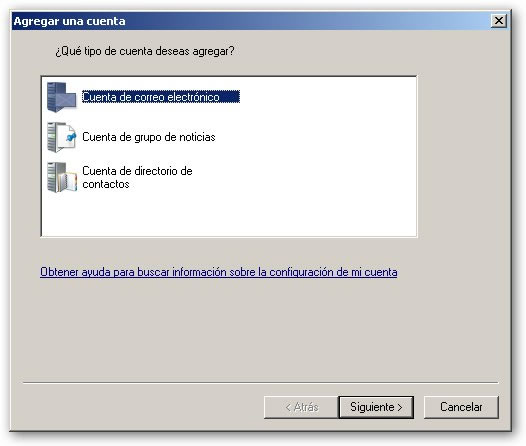 Agregar una cuenta
¿Qué tipo de cuenta deseas agregar?
Cuenta de correo electrónico
Cuenta de grupo de noticias
Cuenta de directorio de
contactos
Obtener ayuda para buscar información sobre la configuración de mi cuenta
< Atrás
Siguiente >
Cancelar